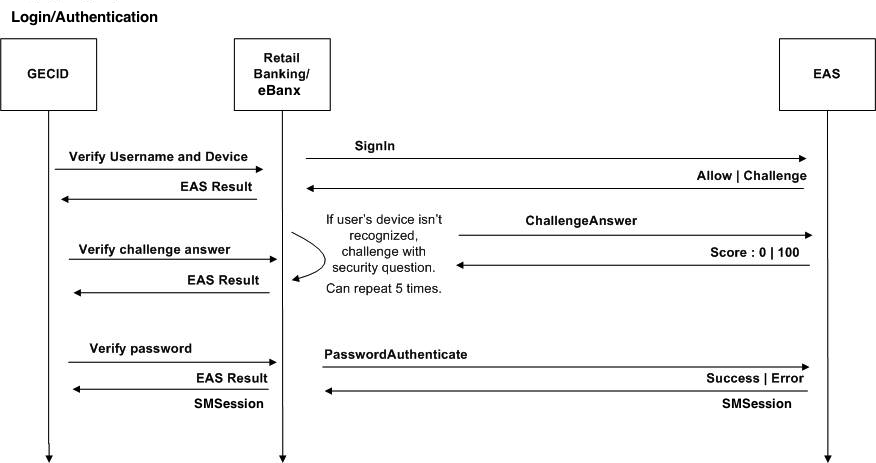 Login/Authentication
GECID
Retail
Banking/
eBanx
EAS
Verify Username and Device
SignIn
EAS Result
Allow | Challenge
If user's device isn't
recognized,
challenge with
security question.
Can repeat 5 times.
ChallengeAnswer
Verify challenge answer
Score : 0 | 100
EAS Result
Verify password
PasswordAuthenticate
EAS Result
SMSession
Success | Error
SMSession